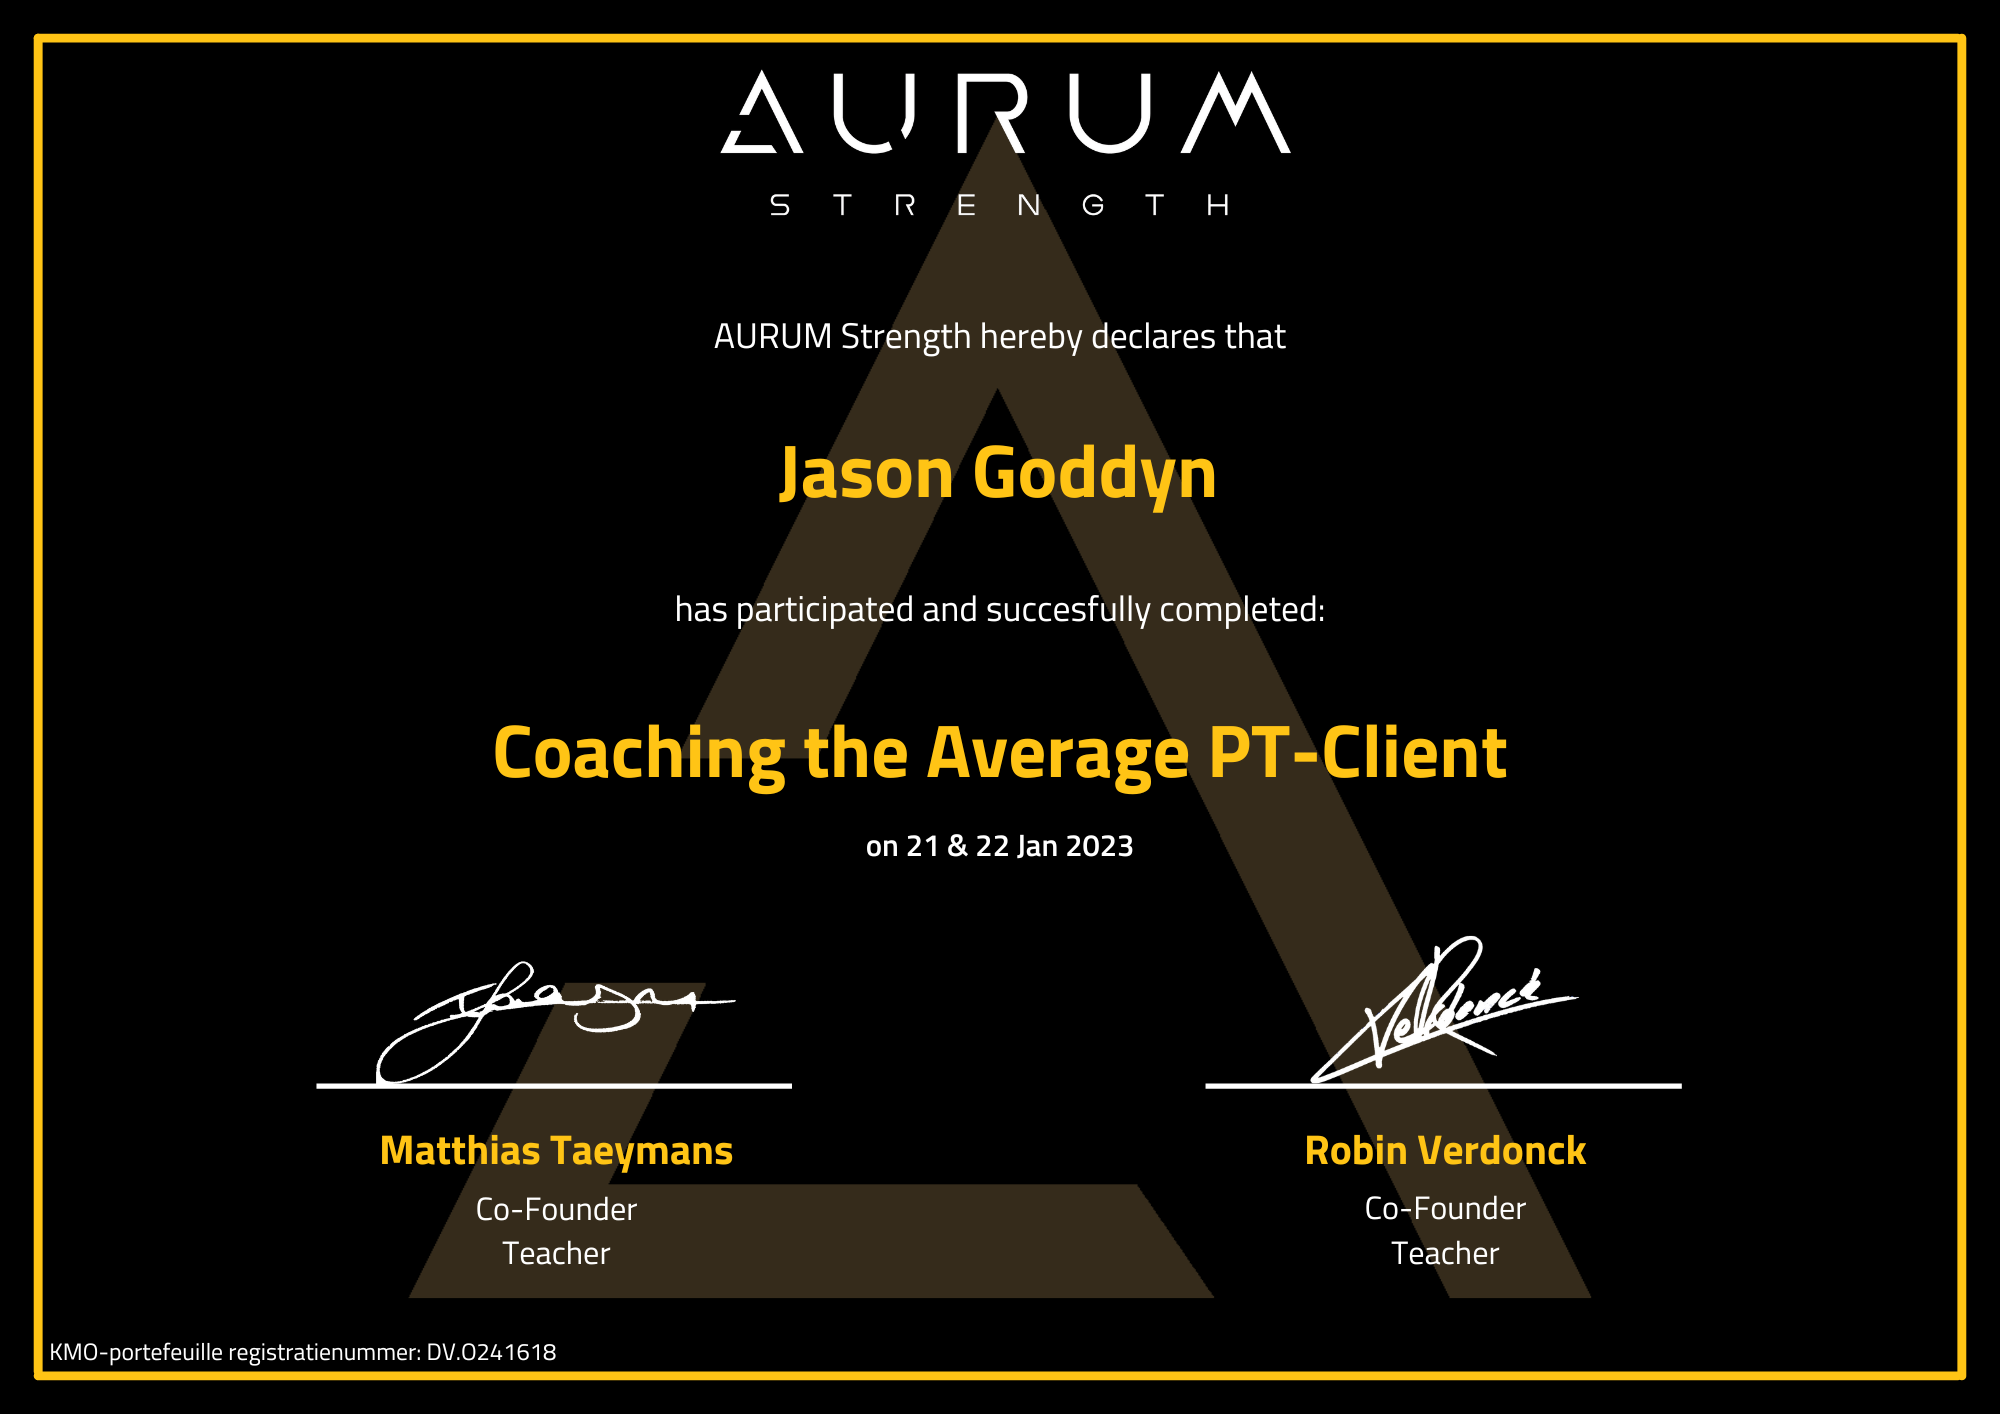 AURUM
STRENGTH
AURUM Strength hereby declares that
Jason Goddyn
has participated and succesfully completed:
Coaching the Average PT-Client
on 21 & 22 Jan 2023
Verdonck
Matthias Taeymans
Robin Verdonck
Co-Founder
Co-Founder
Teacher
Teacher
KMO-portefeuille registratienummer: DV.O241618